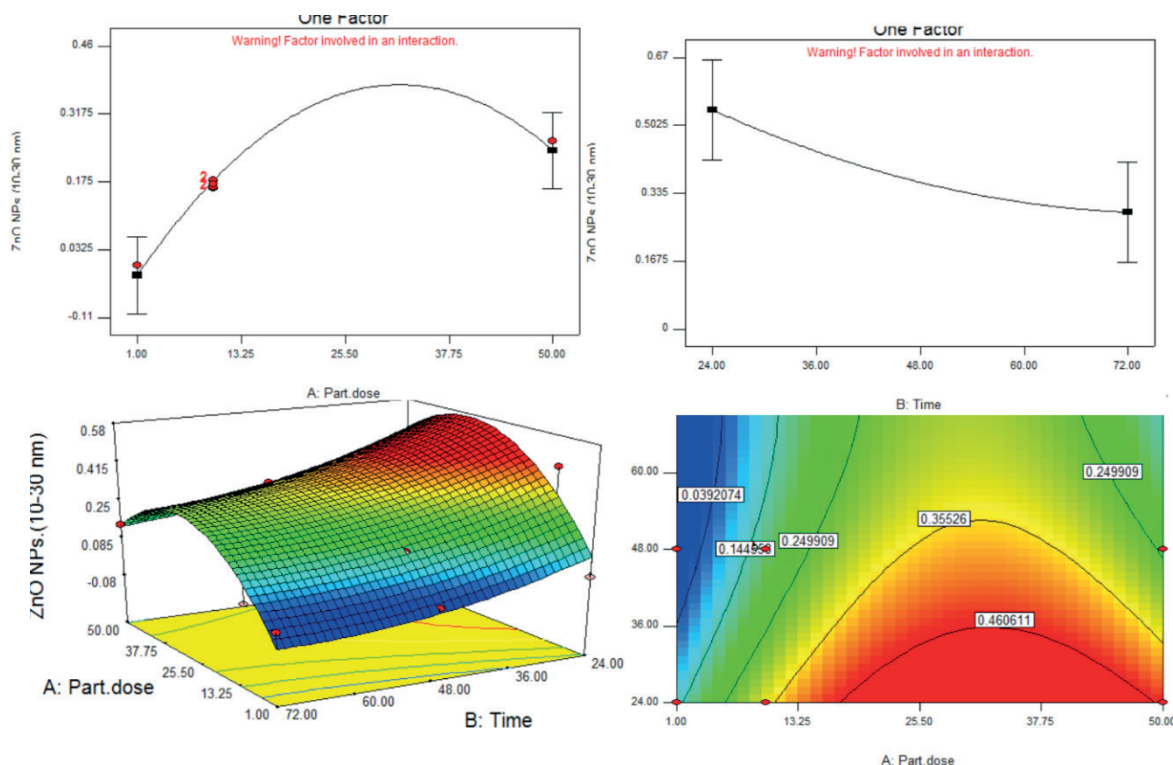 One Factor
Warning! Factor involved in an interaction.
0.46
0.3175
0.175
0.0325
-0.11
ZnO NPs (10-30 nm)
2
2
1.00 13.25 25.50 37.75 50.00
A: Part.dose
One Factor
Warning! Factor involved in an interaction.
0.67
0.5025
0.335
0.1675
0
ZnO NPs (10-30 nm)
24.00 36.00 48.00 60.00 72.00
B: Time
0.58
0.415
0.25
0.085
-0.08
ZnO NPs,(10-30 nm)
50.00
37.75
25.50
13.25
1.00
A: Part.dose
72.00
60.00
48.00
36.00
24.00
B: Time
60.00
48.00
36.00
24.00
0.0392074
0.249909
0.249909
0.35526
0.460611
1.00 13.25 25.50 37.75 50.00
A: Part.dose